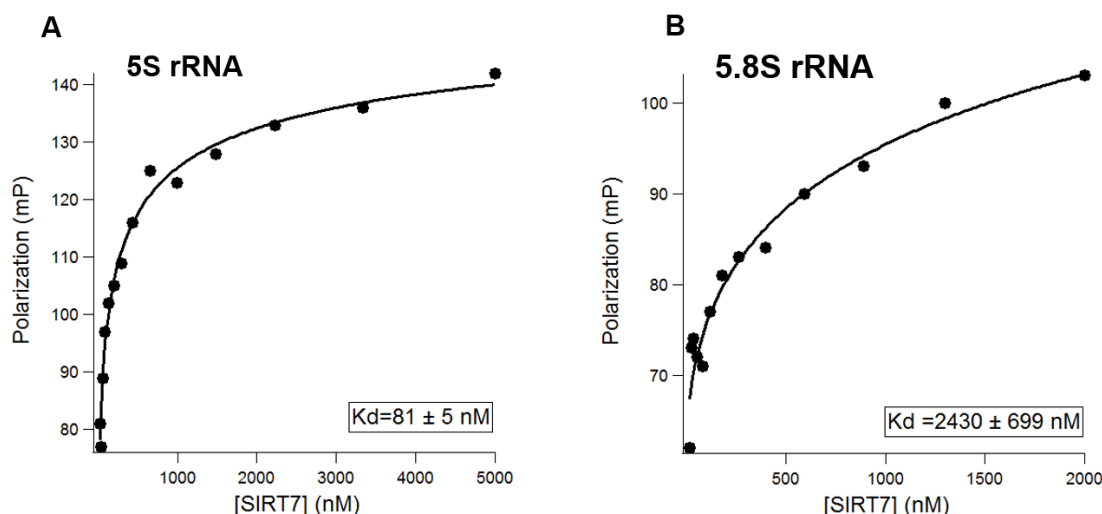 A
5S rRNA
Polarization (mP)
140
130
120
110
100
90
80
Kd=81 ± 5 nM
1000
2000
3000
4000
5000
[SIRT7] (nM)
B
5.8S rRNA
Polarization (mP)
100
90
80
70
Kd =2430 ± 699 nM
500
1000
1500
2000
[SIRT7] (nM)